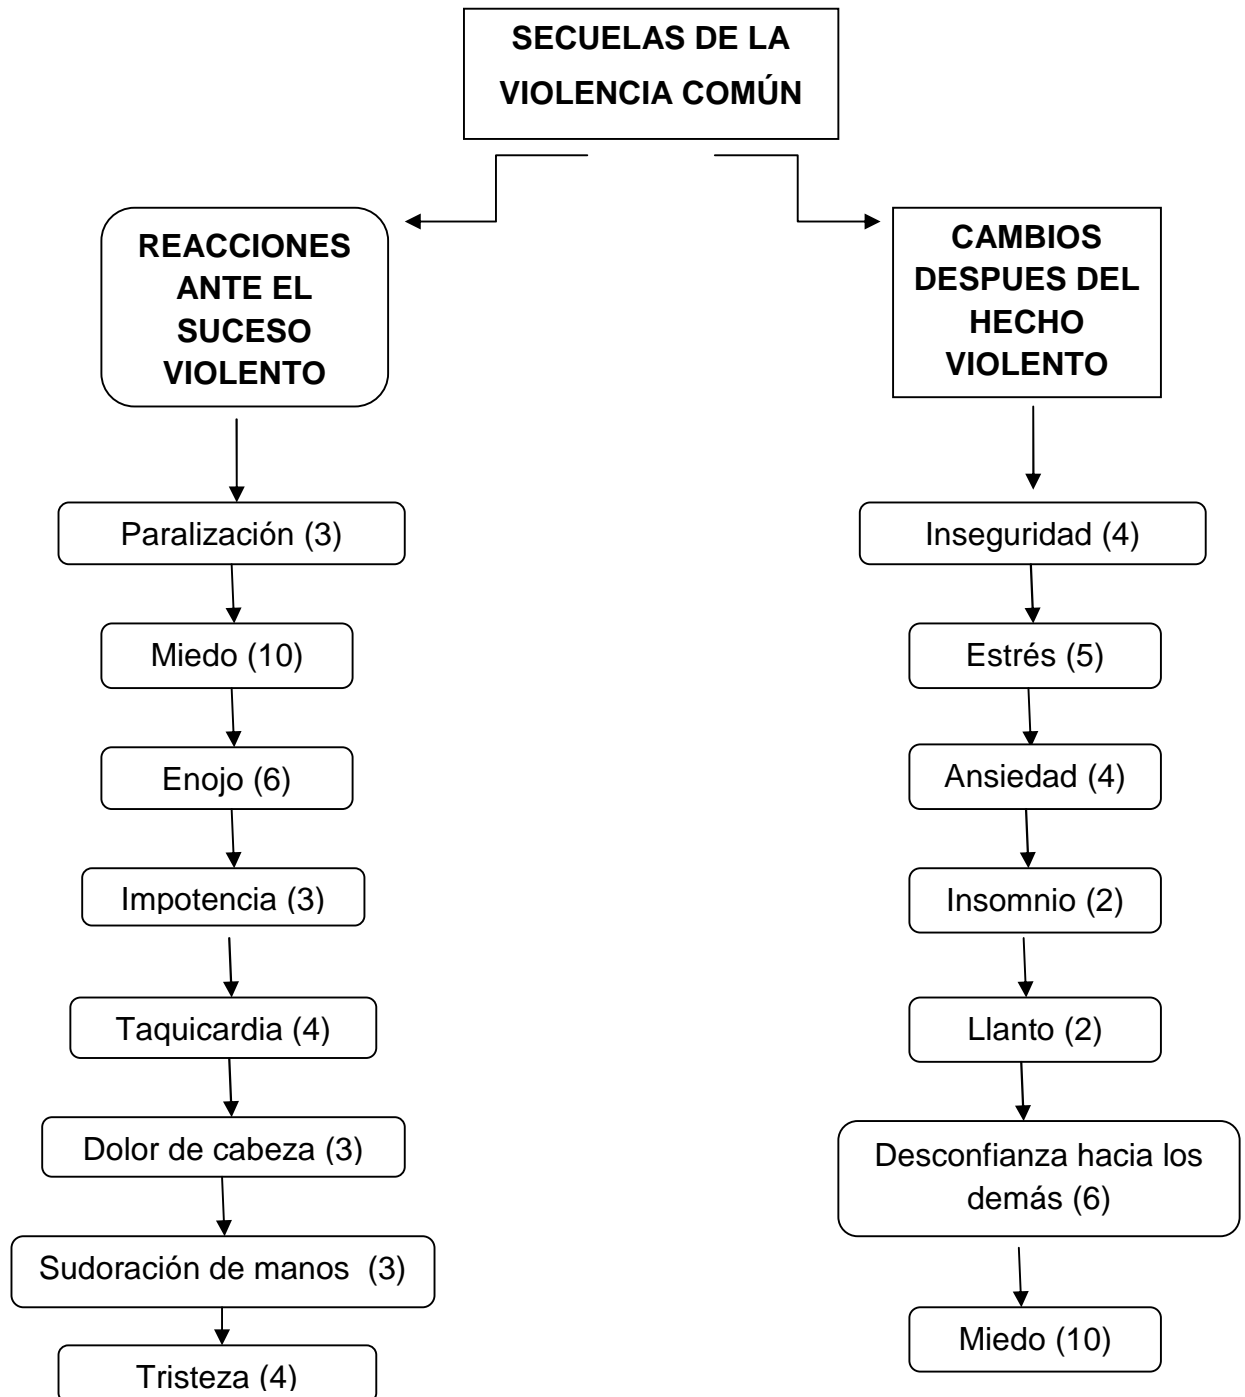 SECUELAS DE LA
VIOLENCIA COMÚN
REACCIONES
ANTE EL
SUCESO
VIOLENTO
Paralización (3)
Miedo (10)
Enojo (6)
Impotencia (3)
Taquicardia (4)
Dolor de cabeza (3)
Sudoración de manos  (3)
Tristeza (4)
CAMBIOS
DESPUES DEL
HECHO
VIOLENTO
Inseguridad (4)
Estrés (5)
Ansiedad (4)
Insomnio (2)
Llanto (2)
Desconfianza hacia los
demás (6)
Miedo (10)